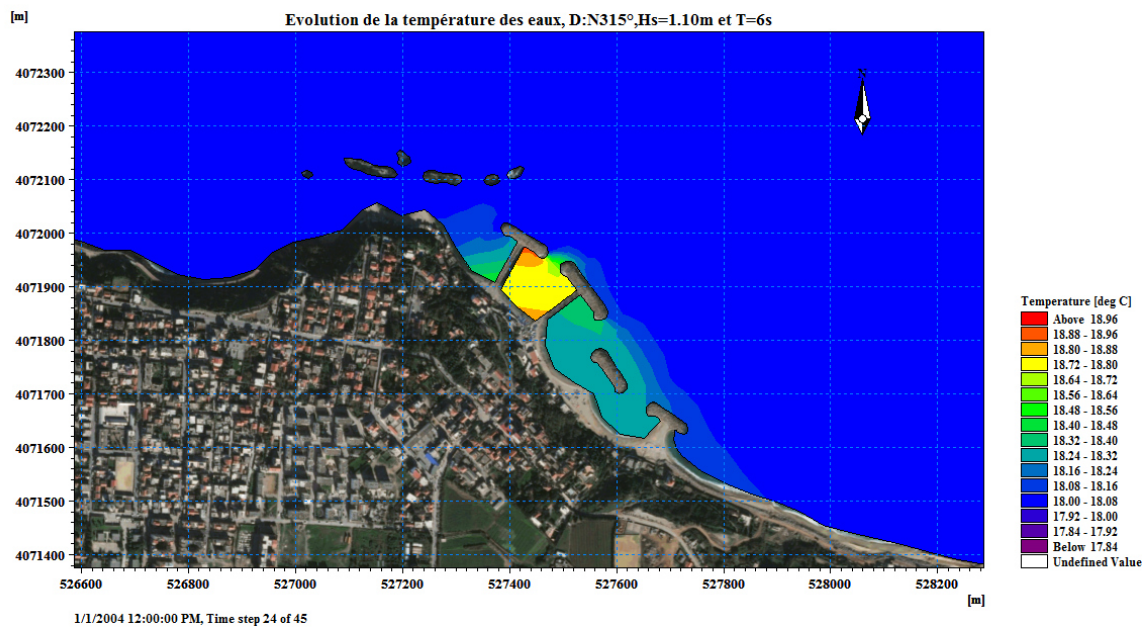 [m]
Evolution de la température des eaux, D:N315°,Hs=1.10m et T=6s
4072300
4072200
4072100
4072000
4071900
4071800
4071700
4071600
4071500
4071400
526600 526800 527000 527200 527400 527600 527800 528000 528200
[m]
Temperature [deg C]
Above 18.96
18.88 - 18.96
18.80 - 18.88
18.72 - 18.80
18.64 - 18.72
18.56 - 18.64
18.48 - 18.56
18.40 - 18.48
18.32 - 18.40
18.24 - 18.32
18.16 - 18.24
18.08 - 18.16
18.00 - 18.08
17.92 - 18.00
17.84 - 17.92
Below 17.84
Undefined Value
1/1/2004 12:00:00 PM, Time step 24 of 45